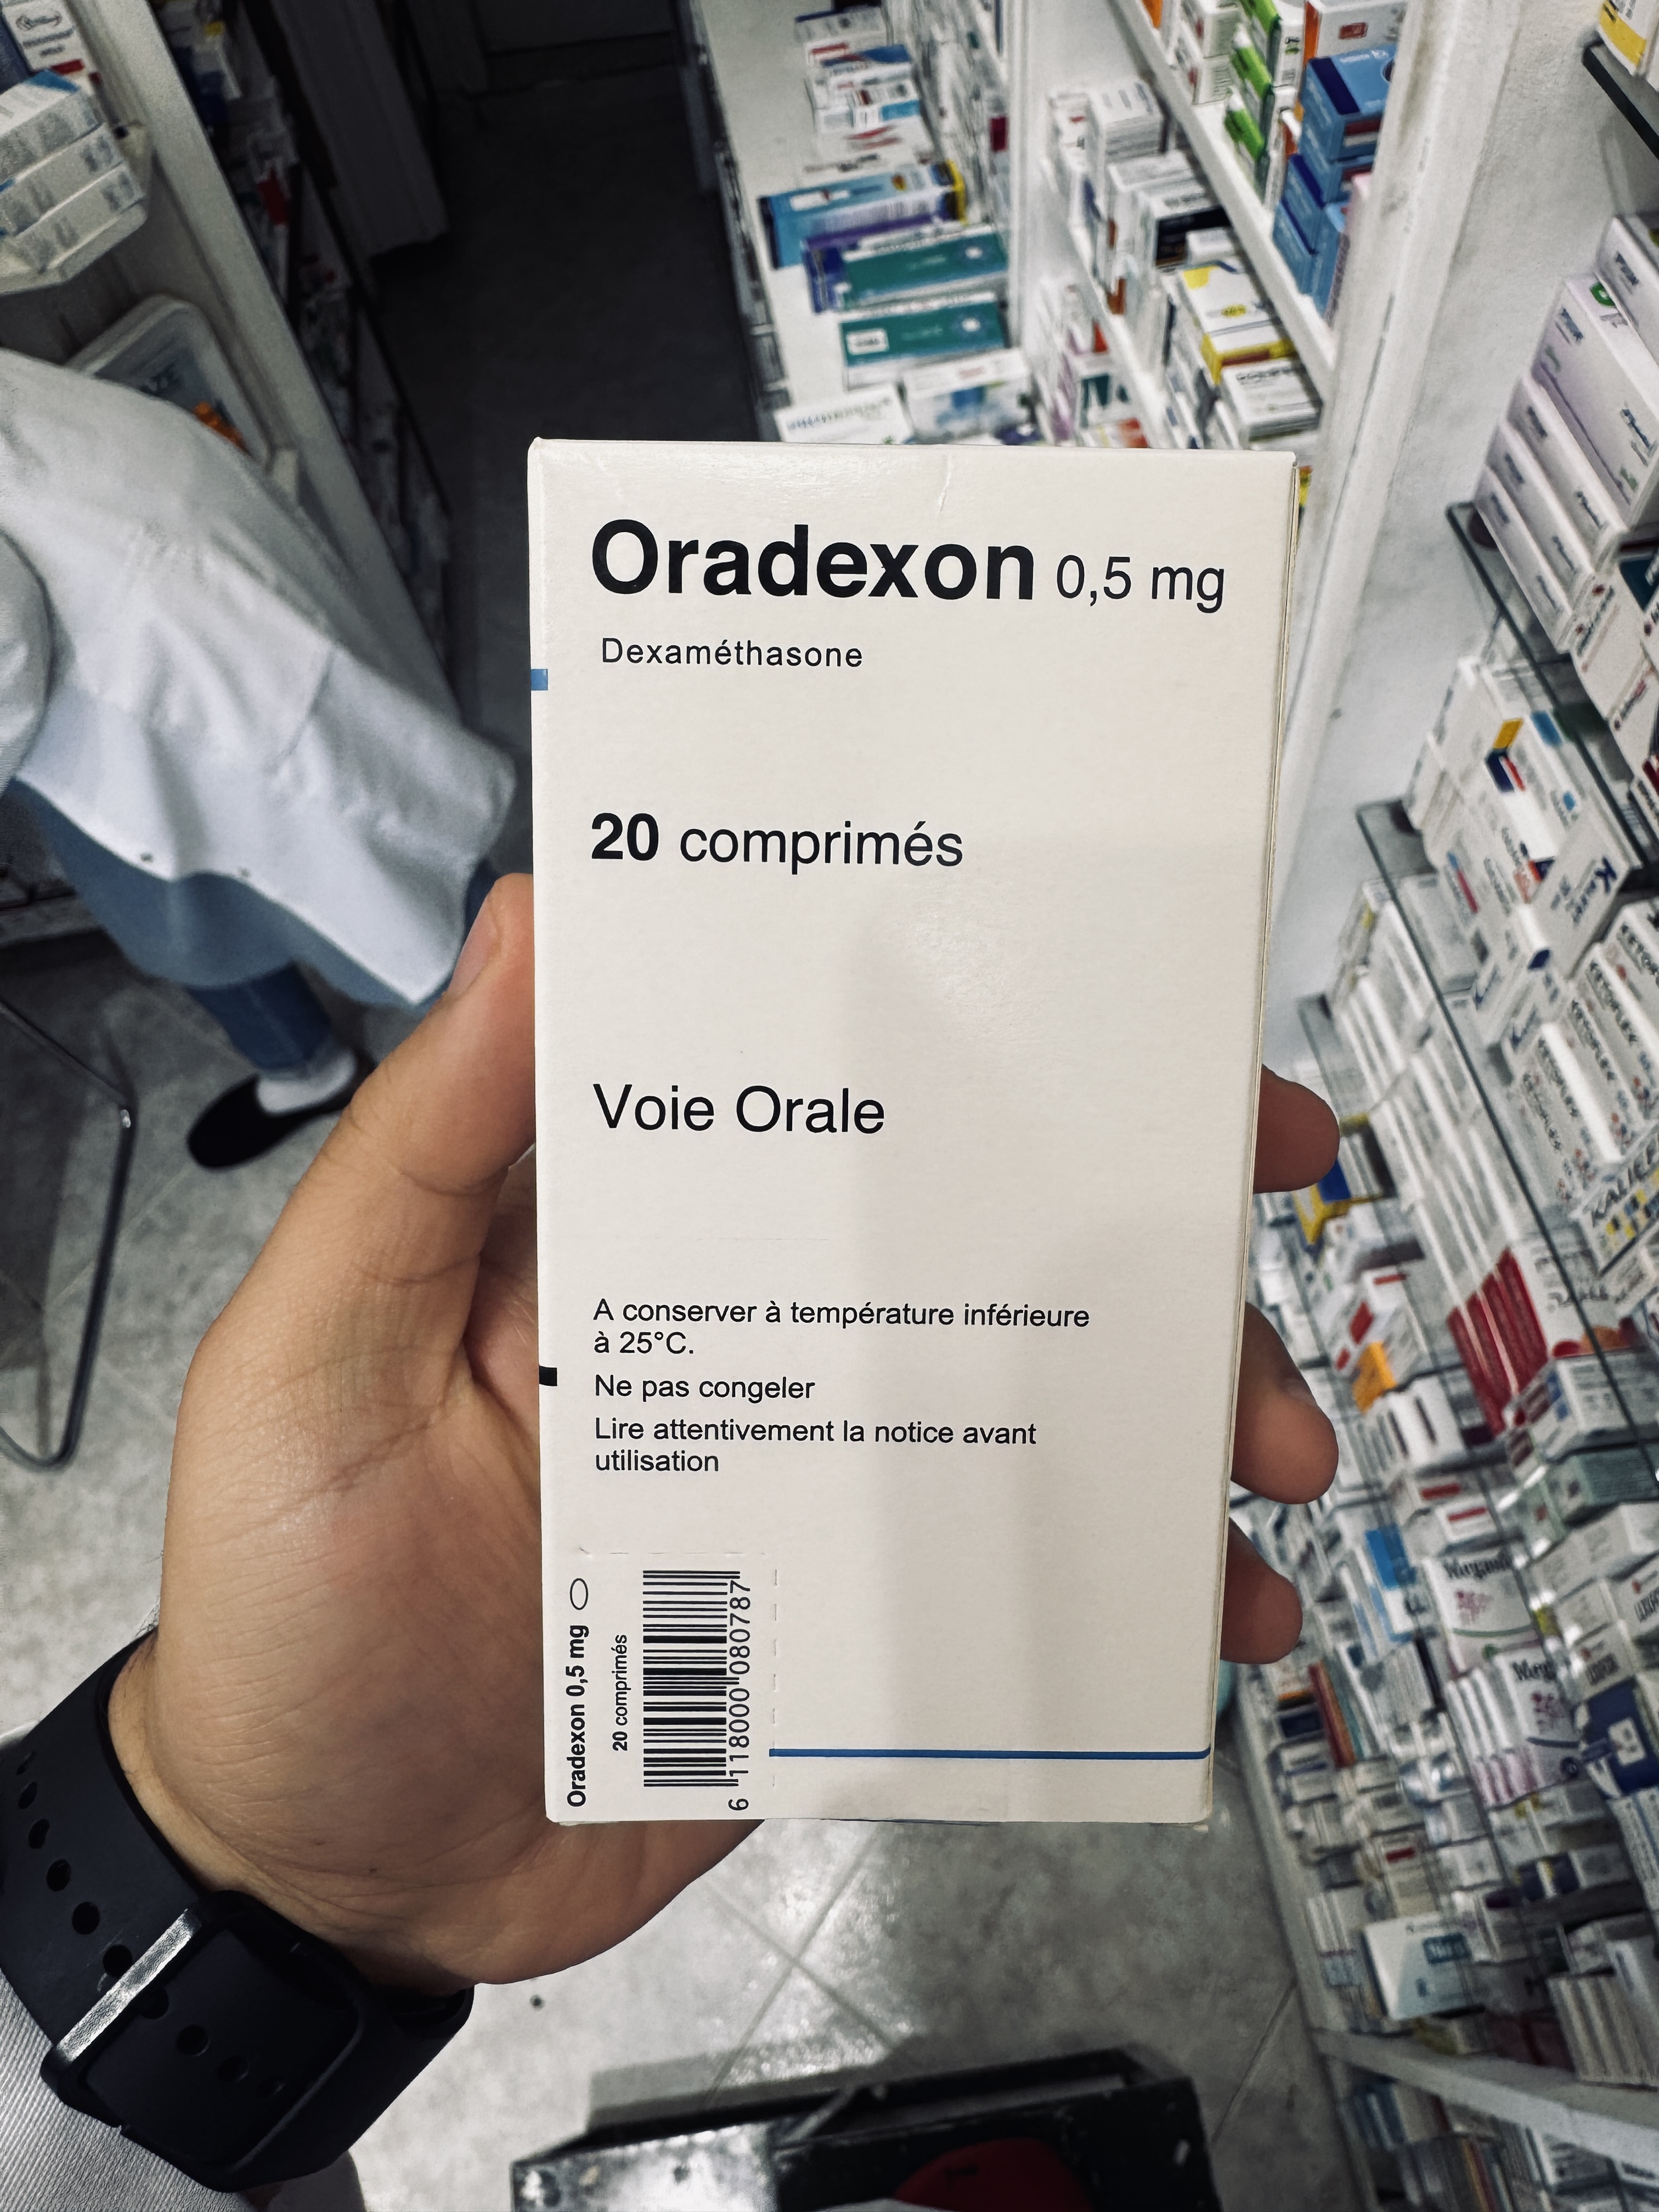 Oradexon 0,5 mg
Dexaméthasone
20 comprimés
Voie Orale
A conserver à température inférieure
à 25°C.
Ne pas congeler
Lire attentivement la notice avant
utilisation
Oradexon 0,5 mg
20 comprimés
6 118000 080787
KALIEF